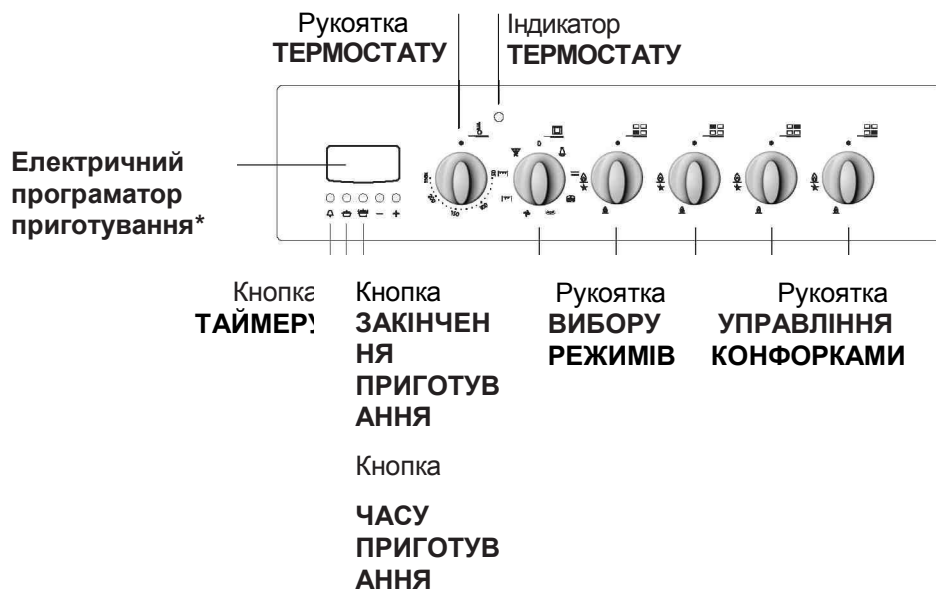 Рукоятка
ТЕРМОСТАТУ
Індикатор
ТЕРМОСТАТУ
Електричний
програматор
приготування*
Кнопка
ТАЙМЕРУ
Кнопка
ЗАКІНЧЕН
НЯ
ПРИГОТУВ
АННЯ
Кнопка
ЧАСУ
ПРИГОТУВ
АННЯ
Рукоятка
ВИБОРУ
РЕЖИМІВ
Рукоятка
УПРАВЛІННЯ
КОНФОРКАМИ